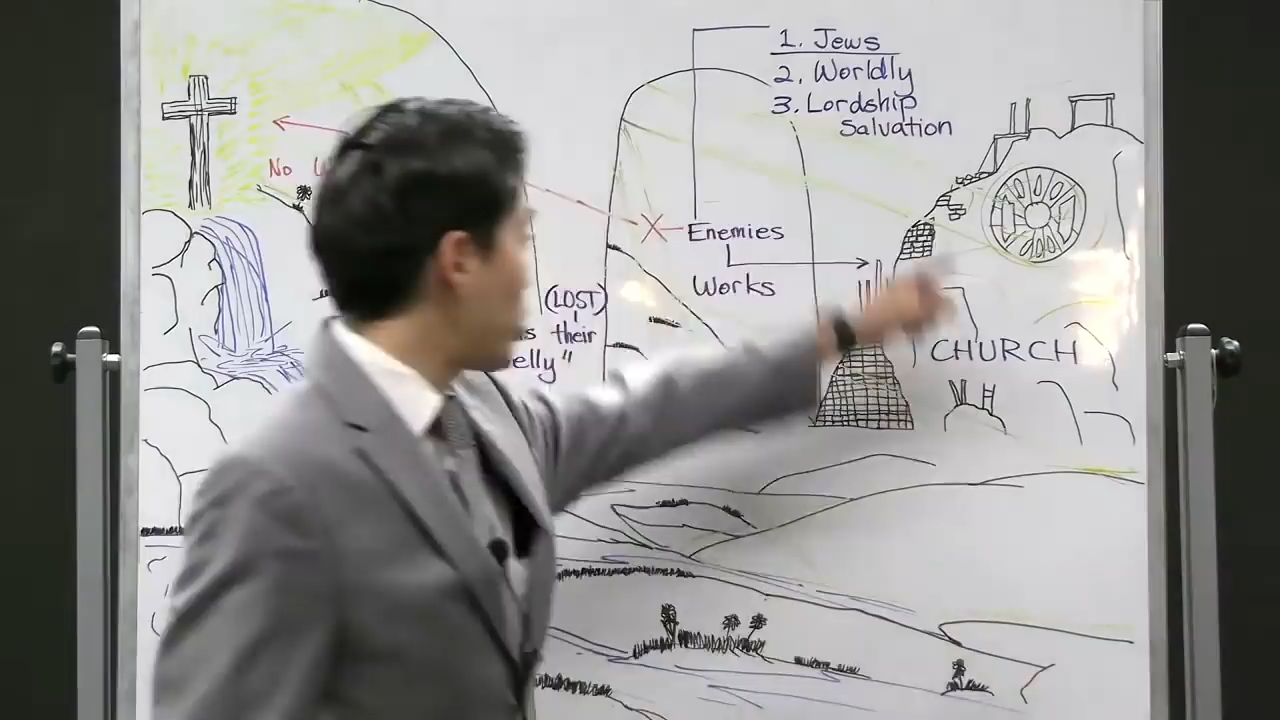 1. Jews
2. Worldly
3. Lordship
Salvation
No
Enemies
Works
(LOST)
their
elly"
CHURCH